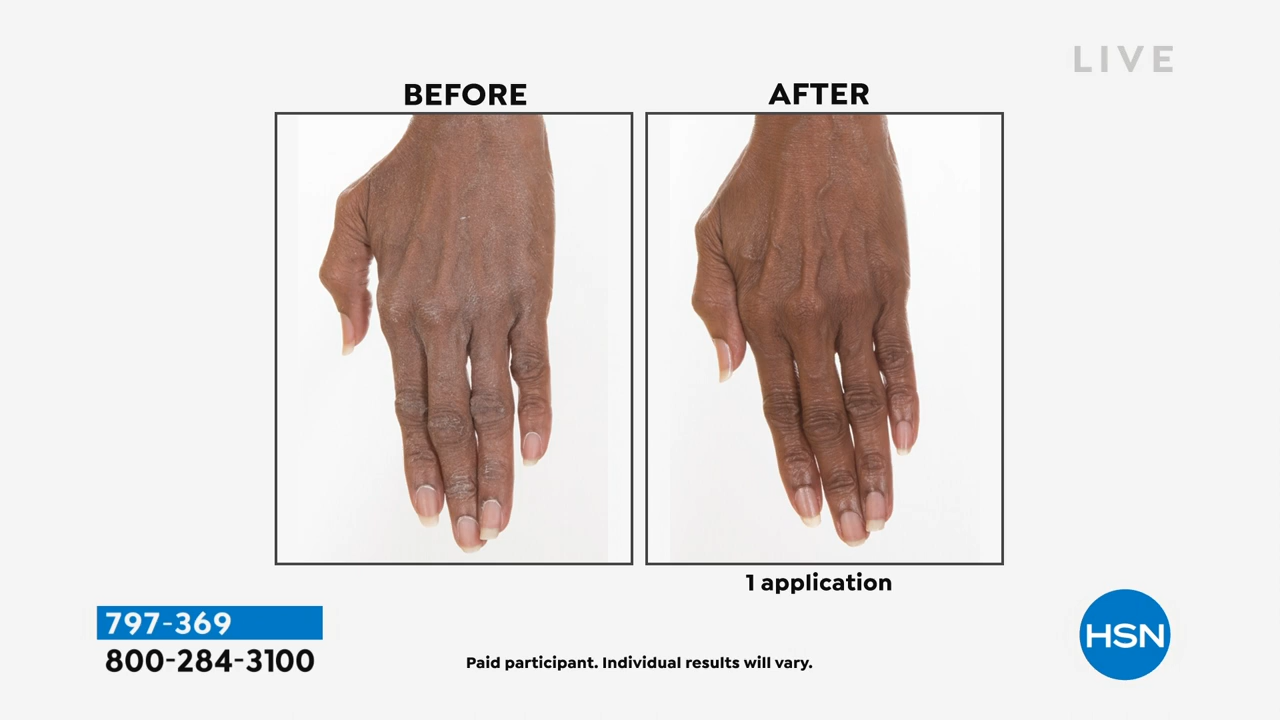 LIVE
BEFORE
AFTER
1 application
797-369
800-284-3100
Paid participant. Individual results will vary.
HSN